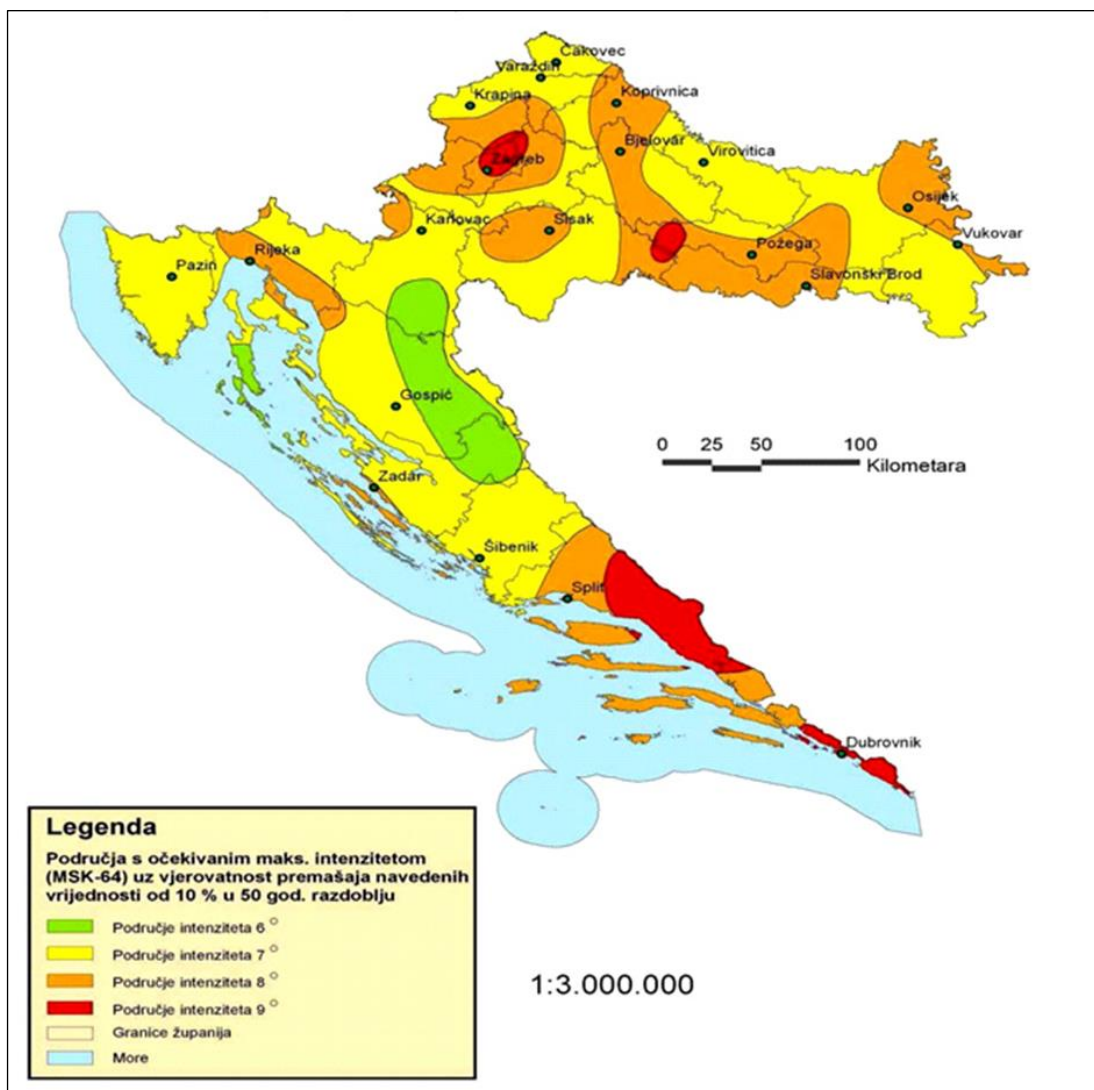 Čakovec
Varaždin
Krapina
Koprivnica
Bjelovar
Virovitica
Zagreb
Osijek
Karlovac
Sisak
Vukovar
Rijeka
Požega
Pazin
Slavonski Brod
Gospić
0 25 50 100
Kilometara
Zadar
Šibenik
Split
Dubrovnik
Legenda
Područja s očekivanim maks. intenzitetom
(MSK-64) uz vjerovatnost premašaja navedenih
vrijednosti od 10 % u 50 god. razdoblju
Područje intenziteta 6 °
Područje intenziteta 7 °
Područje intenziteta 8 °
Područje intenziteta 9 °
Granice županija
More
1:3.000.000